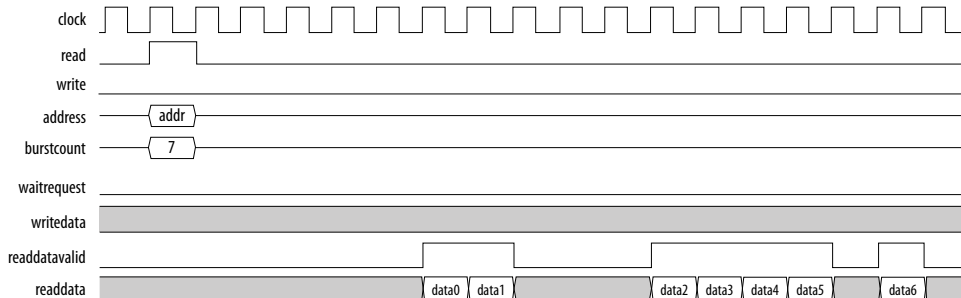 clock
read
write
address addr
burstcount 7
waitrequest
writedata
readdatavalid
readdata data0 data1 data2 data3 data4 data5 data6